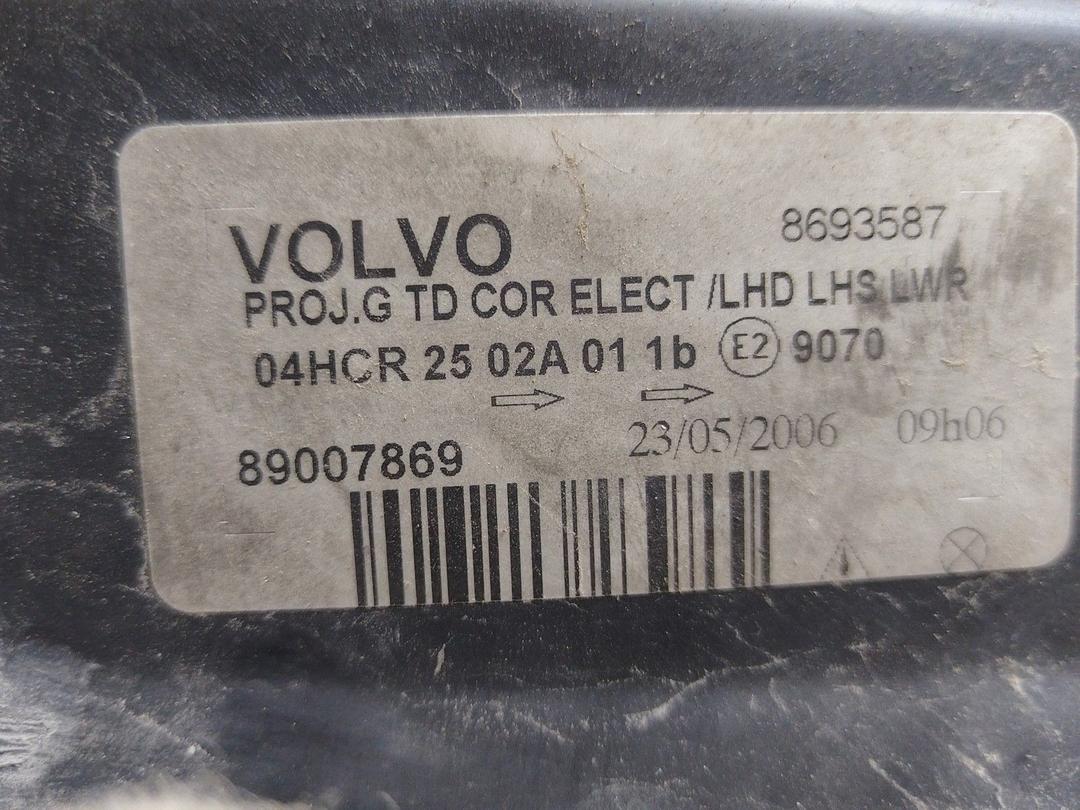 VOLVO 8693587
PROJ.G TD COR ELECT /LHD LHS LWR
04HCR 25 02A 01 1b E2 9070
23/05/2006 09h06
89007869